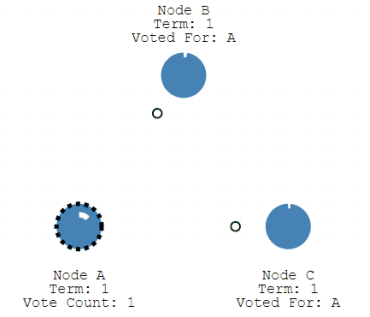 Node B
Term: 1
Voted For: A
Node A
Term: 1
Vote Count: 1
Node C
Term: 1
Voted For: A